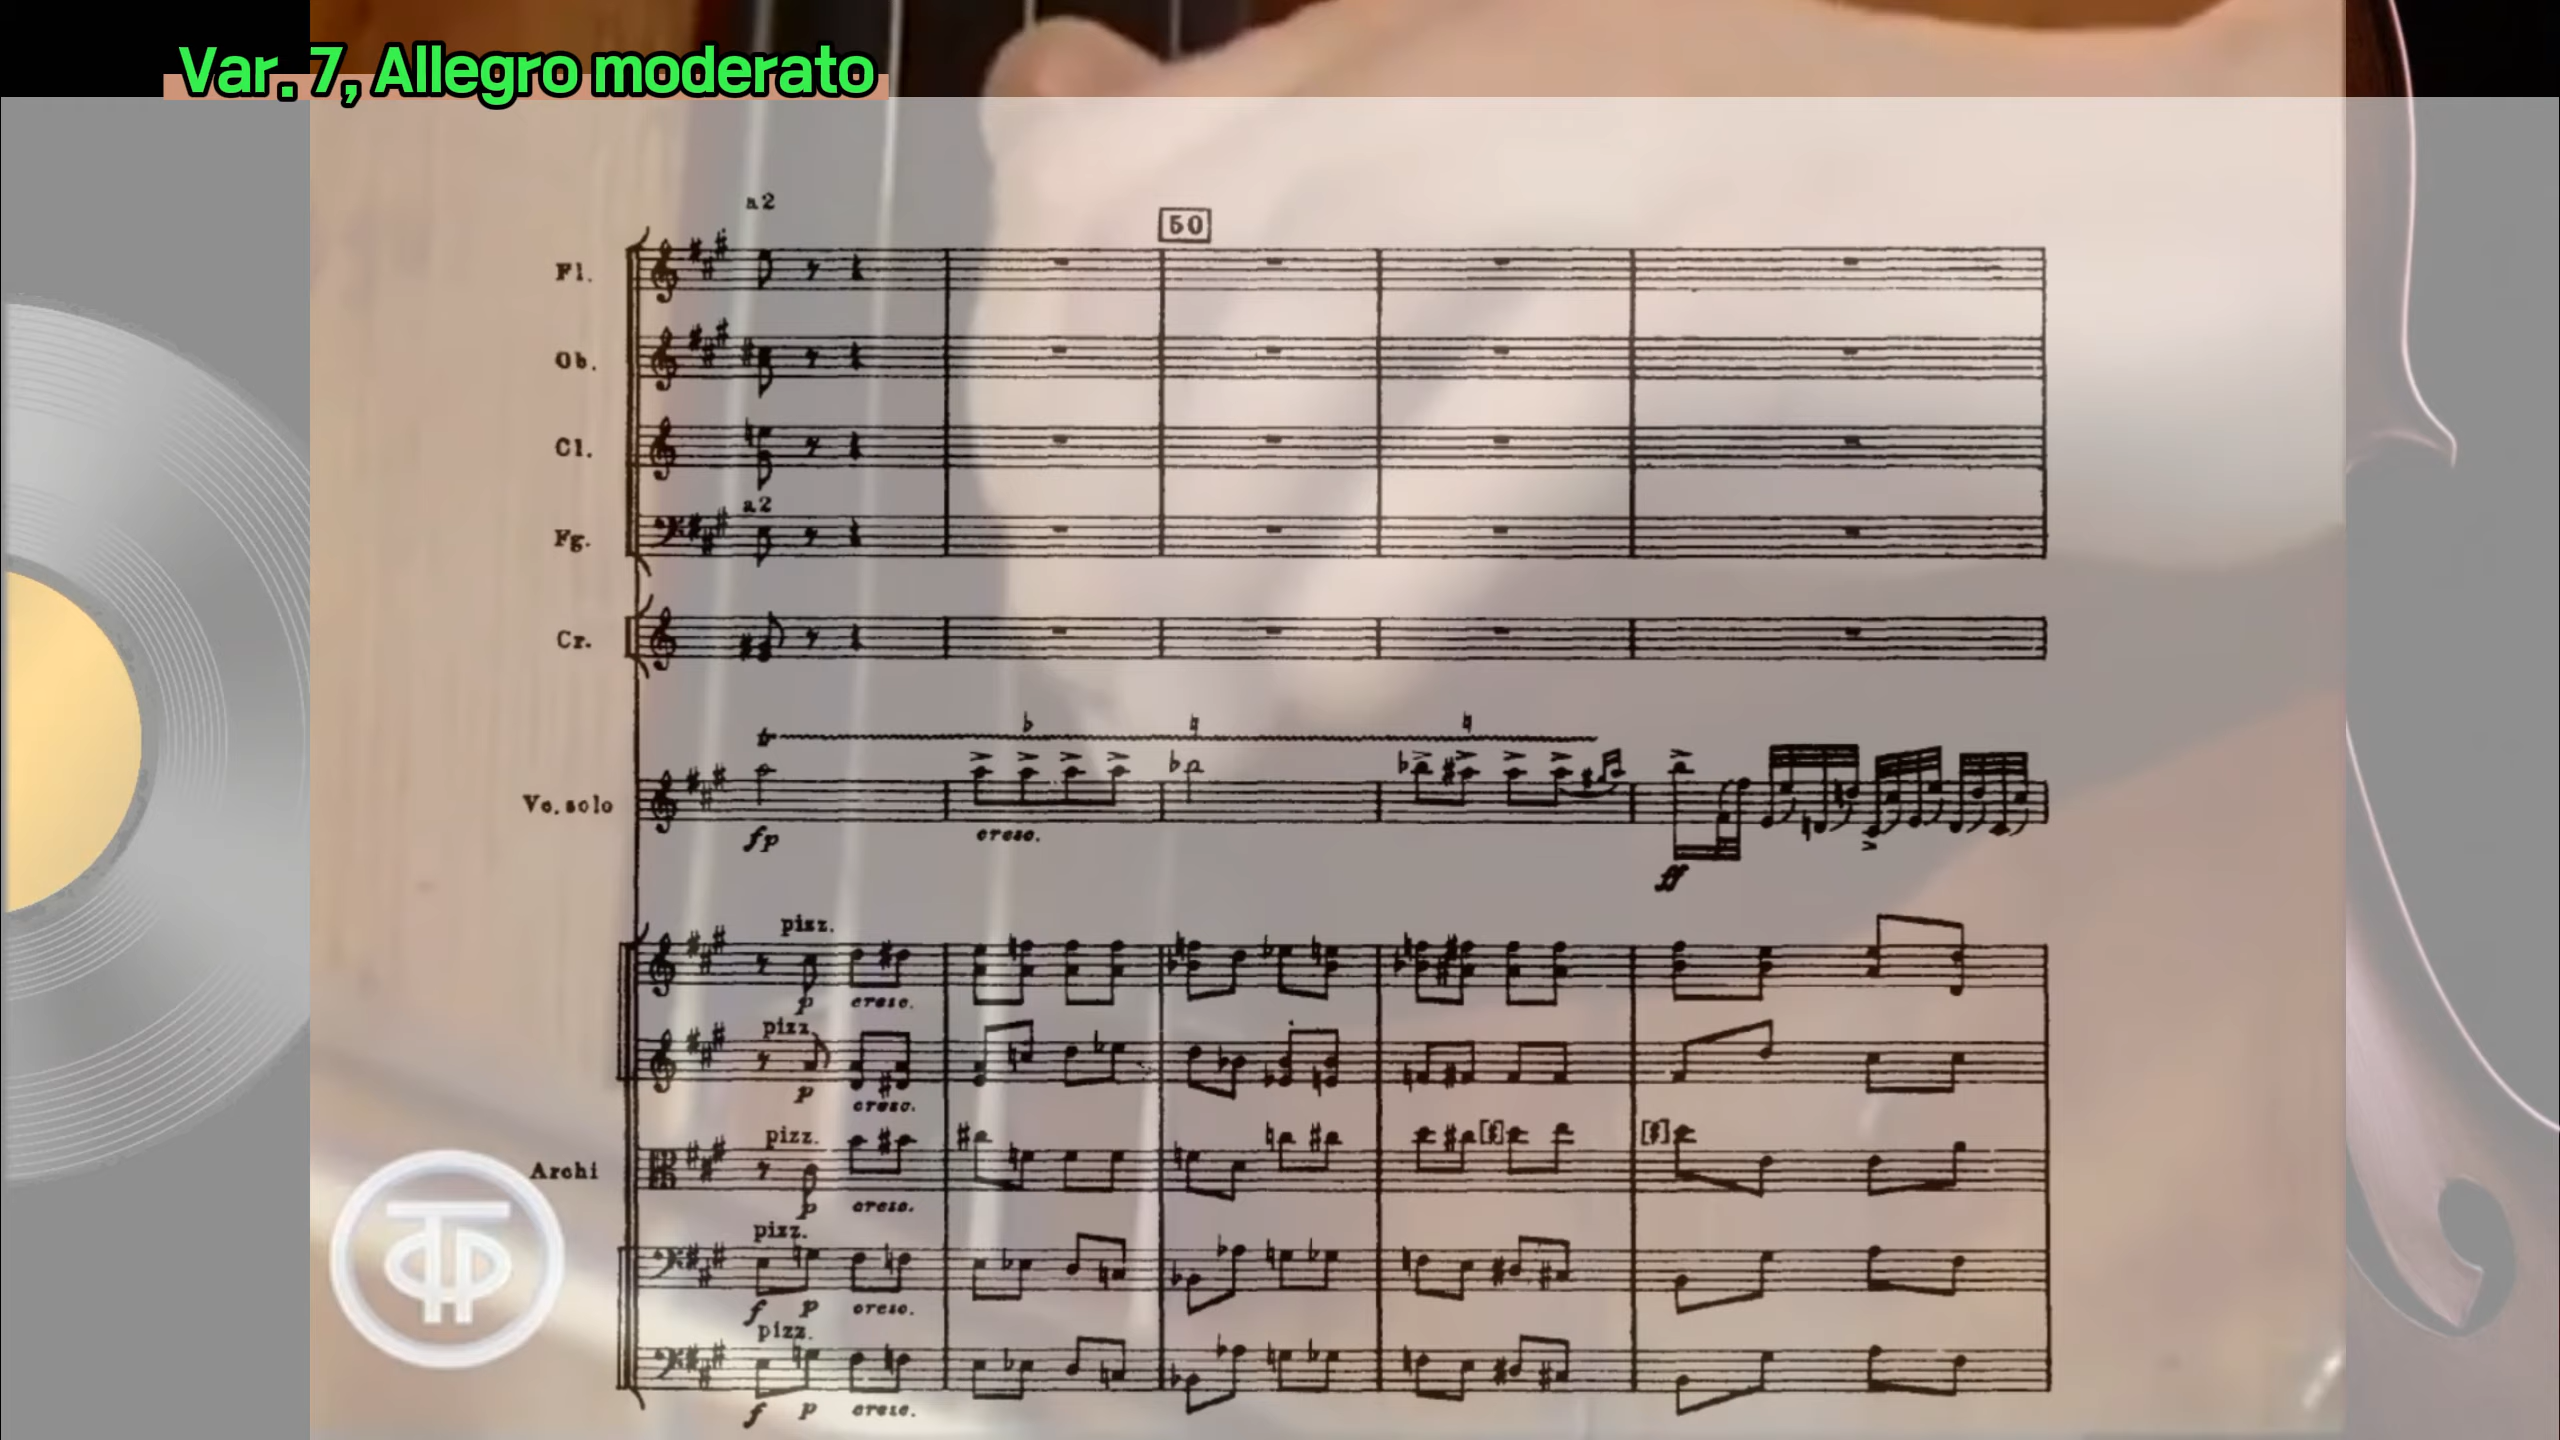 Var. 7, Allegro moderato
a2
50
Fl.
Ob.
Cl.
a2
Fg.
Cr.
tr
Vc. solo
fp
cresc.
ff
pizz.
p cresc.
pizz.
p cresc.
pizz.
Archi
p cresc.
pizz.
f p cresc.
pizz.
f p cresc.